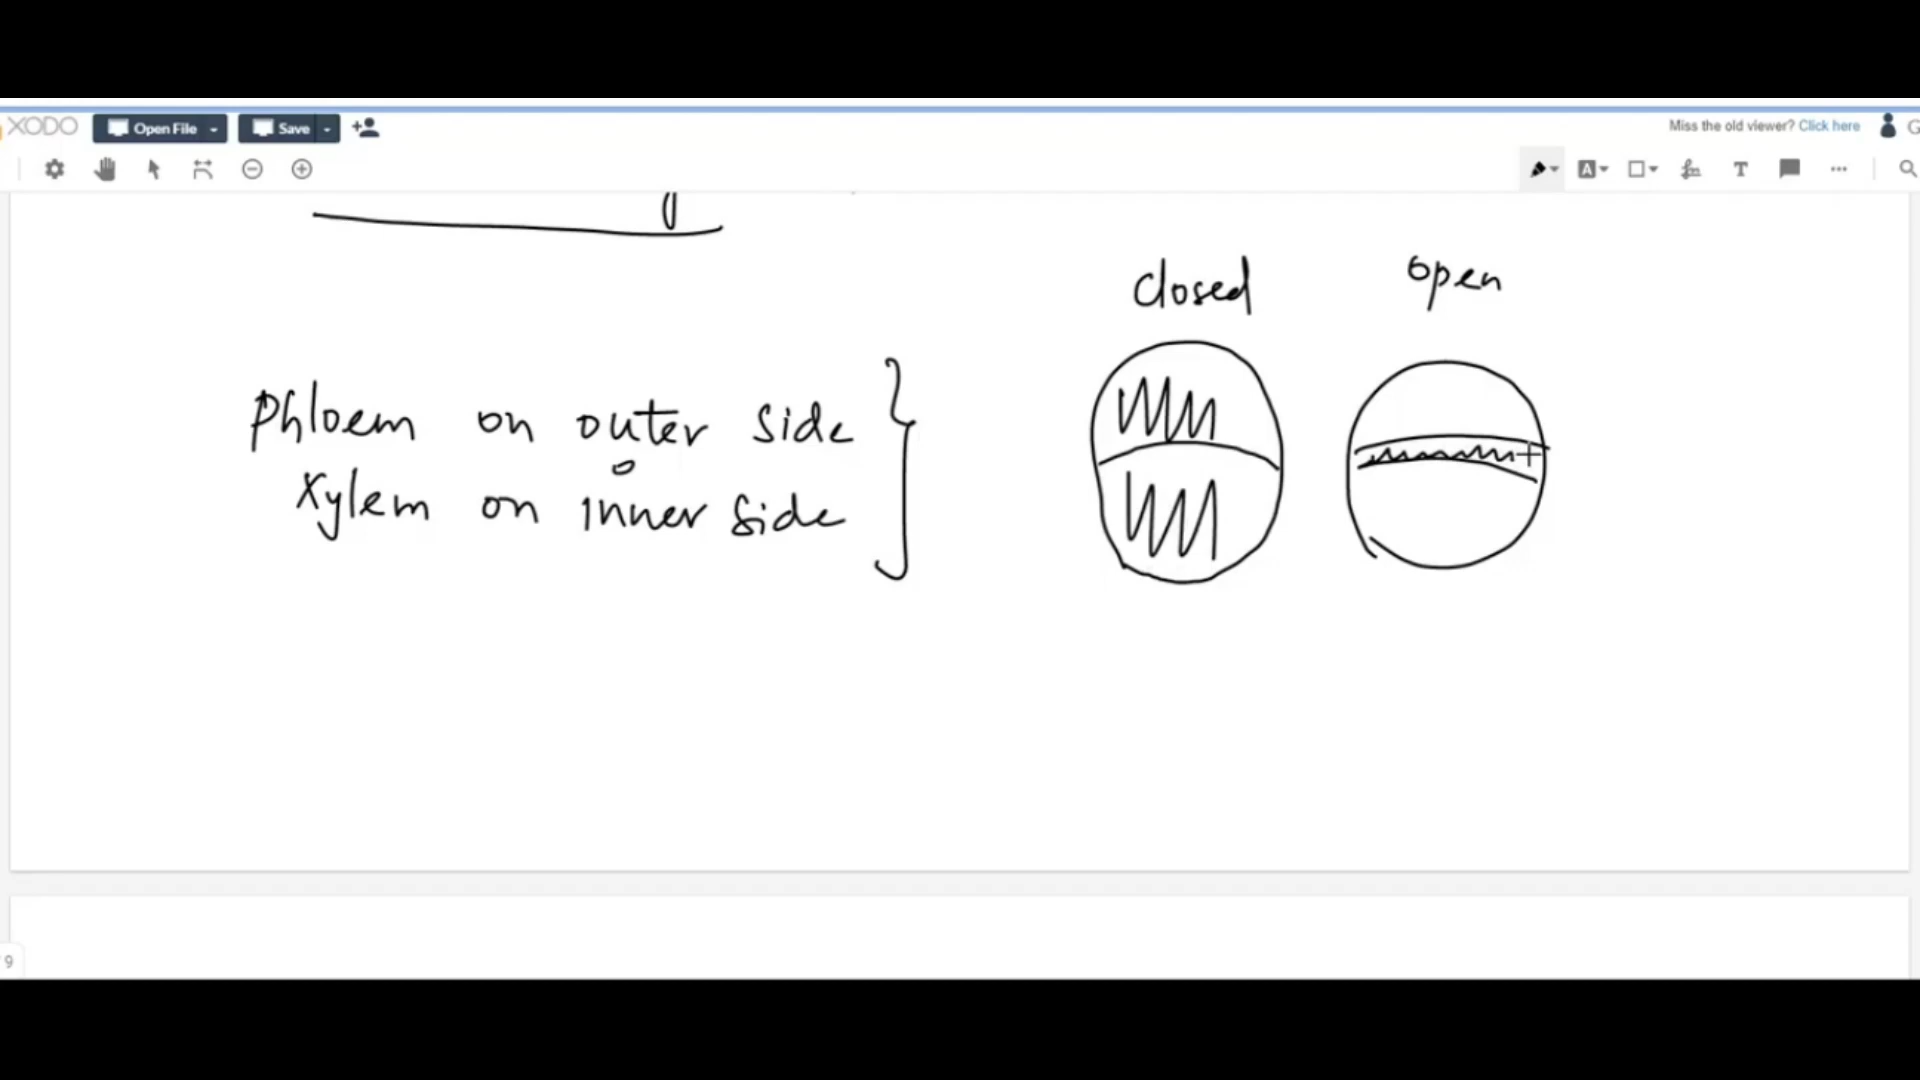 XODO Open File Save
Miss the old viewer? Click here G
A T
closed open
Phloem on outer side
Xylem on inner side
9